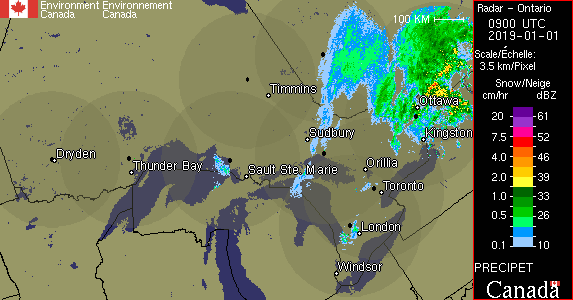 Environment Environnement
Canada Canada
100 KM
Timmins
Ottawa
Sudbury
Kingston
Dryden
Thunder Bay
Sault Ste. Marie
Orillia
Toronto
London
Windsor
Radar - Ontario
0900 UTC
2019-01-01
Scale/Échelle:
3.5 km/Pixel
Snow/Neige
cm/hr dBZ
20 61
7.5 52
4.0 46
2.0 39
1.0 33
0.5 26
0.1 10
PRECIPET
Canada